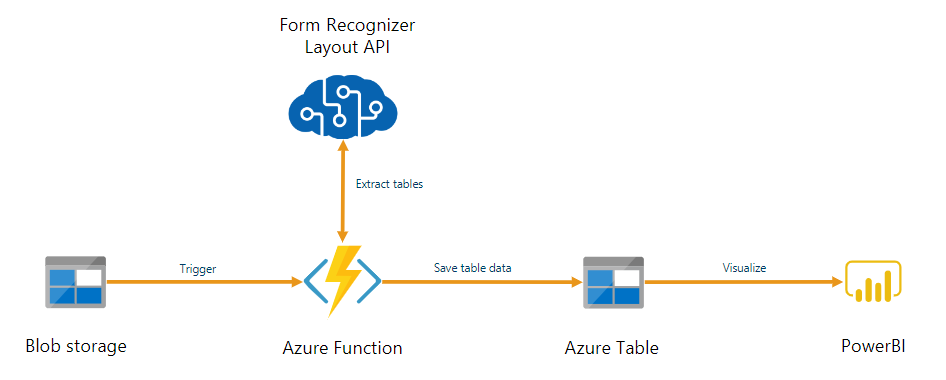 Form Recognizer
Layout API
Extract tables
Trigger
Save table data
Visualize
Blob storage
Azure Function
Azure Table
PowerBI